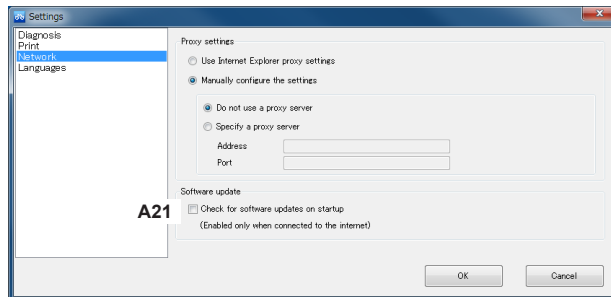 Settings
Diagnosis
Print
Network
Languages
Proxy settings
Use Internet Explorer proxy settings
Manually configure the settings
Do not use a proxy server
Specify a proxy server
Address
Port
Software update
A21
Check for software updates on startup
(Enabled only when connected to the internet)
OK
Cancel